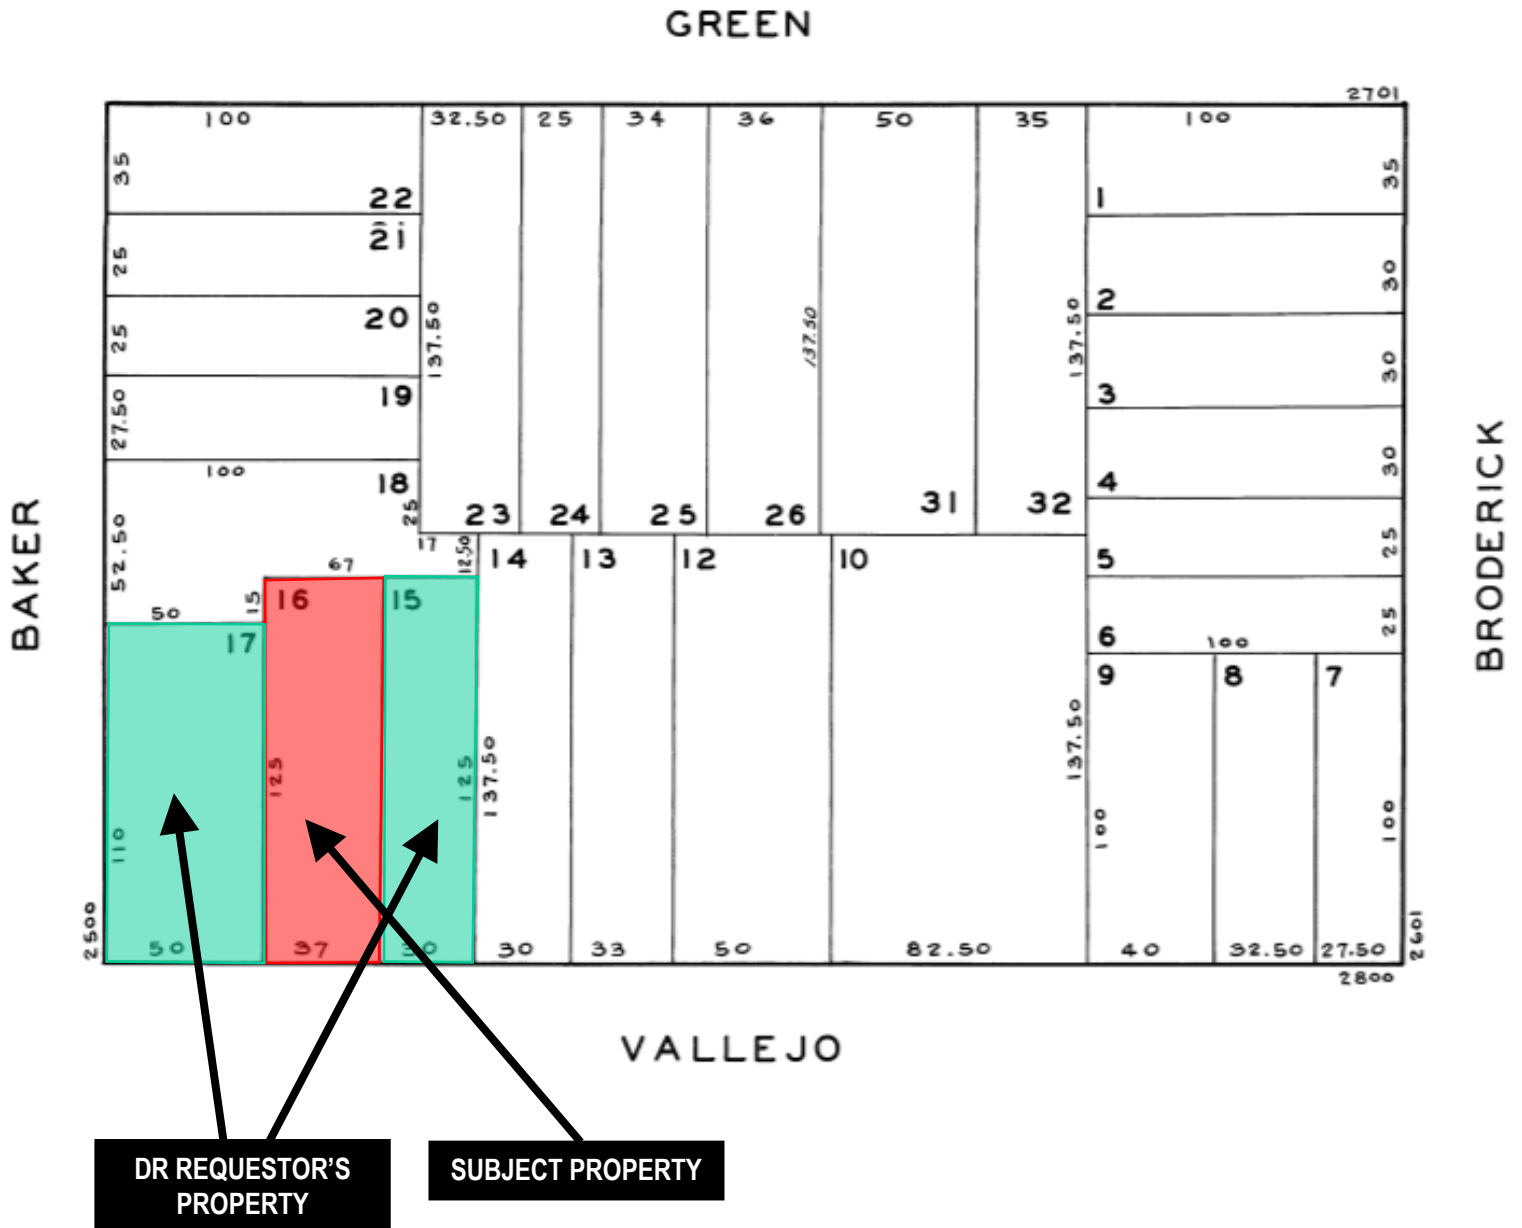 GREEN
2701
100 32.50 25 34 36 50 35 100
35 35
22 1
21
25 30
2
20 137.50 137.50 137.50
25 30
19 3
27.50
100 30
18 4
25 23 24 25 26 31 32
BAKER
BRODERICK
52.50 17 12.50 14 13 12 10 5 25
67
16 15
50 15 25
17 6 100
9 8 7
137.50
125 125 137.50
110 100 100
2500 2601
50 37 30 30 33 50 82.50 40 32.50 27.50
2800
VALLEJO
DR REQUESTOR'S
PROPERTY
SUBJECT PROPERTY